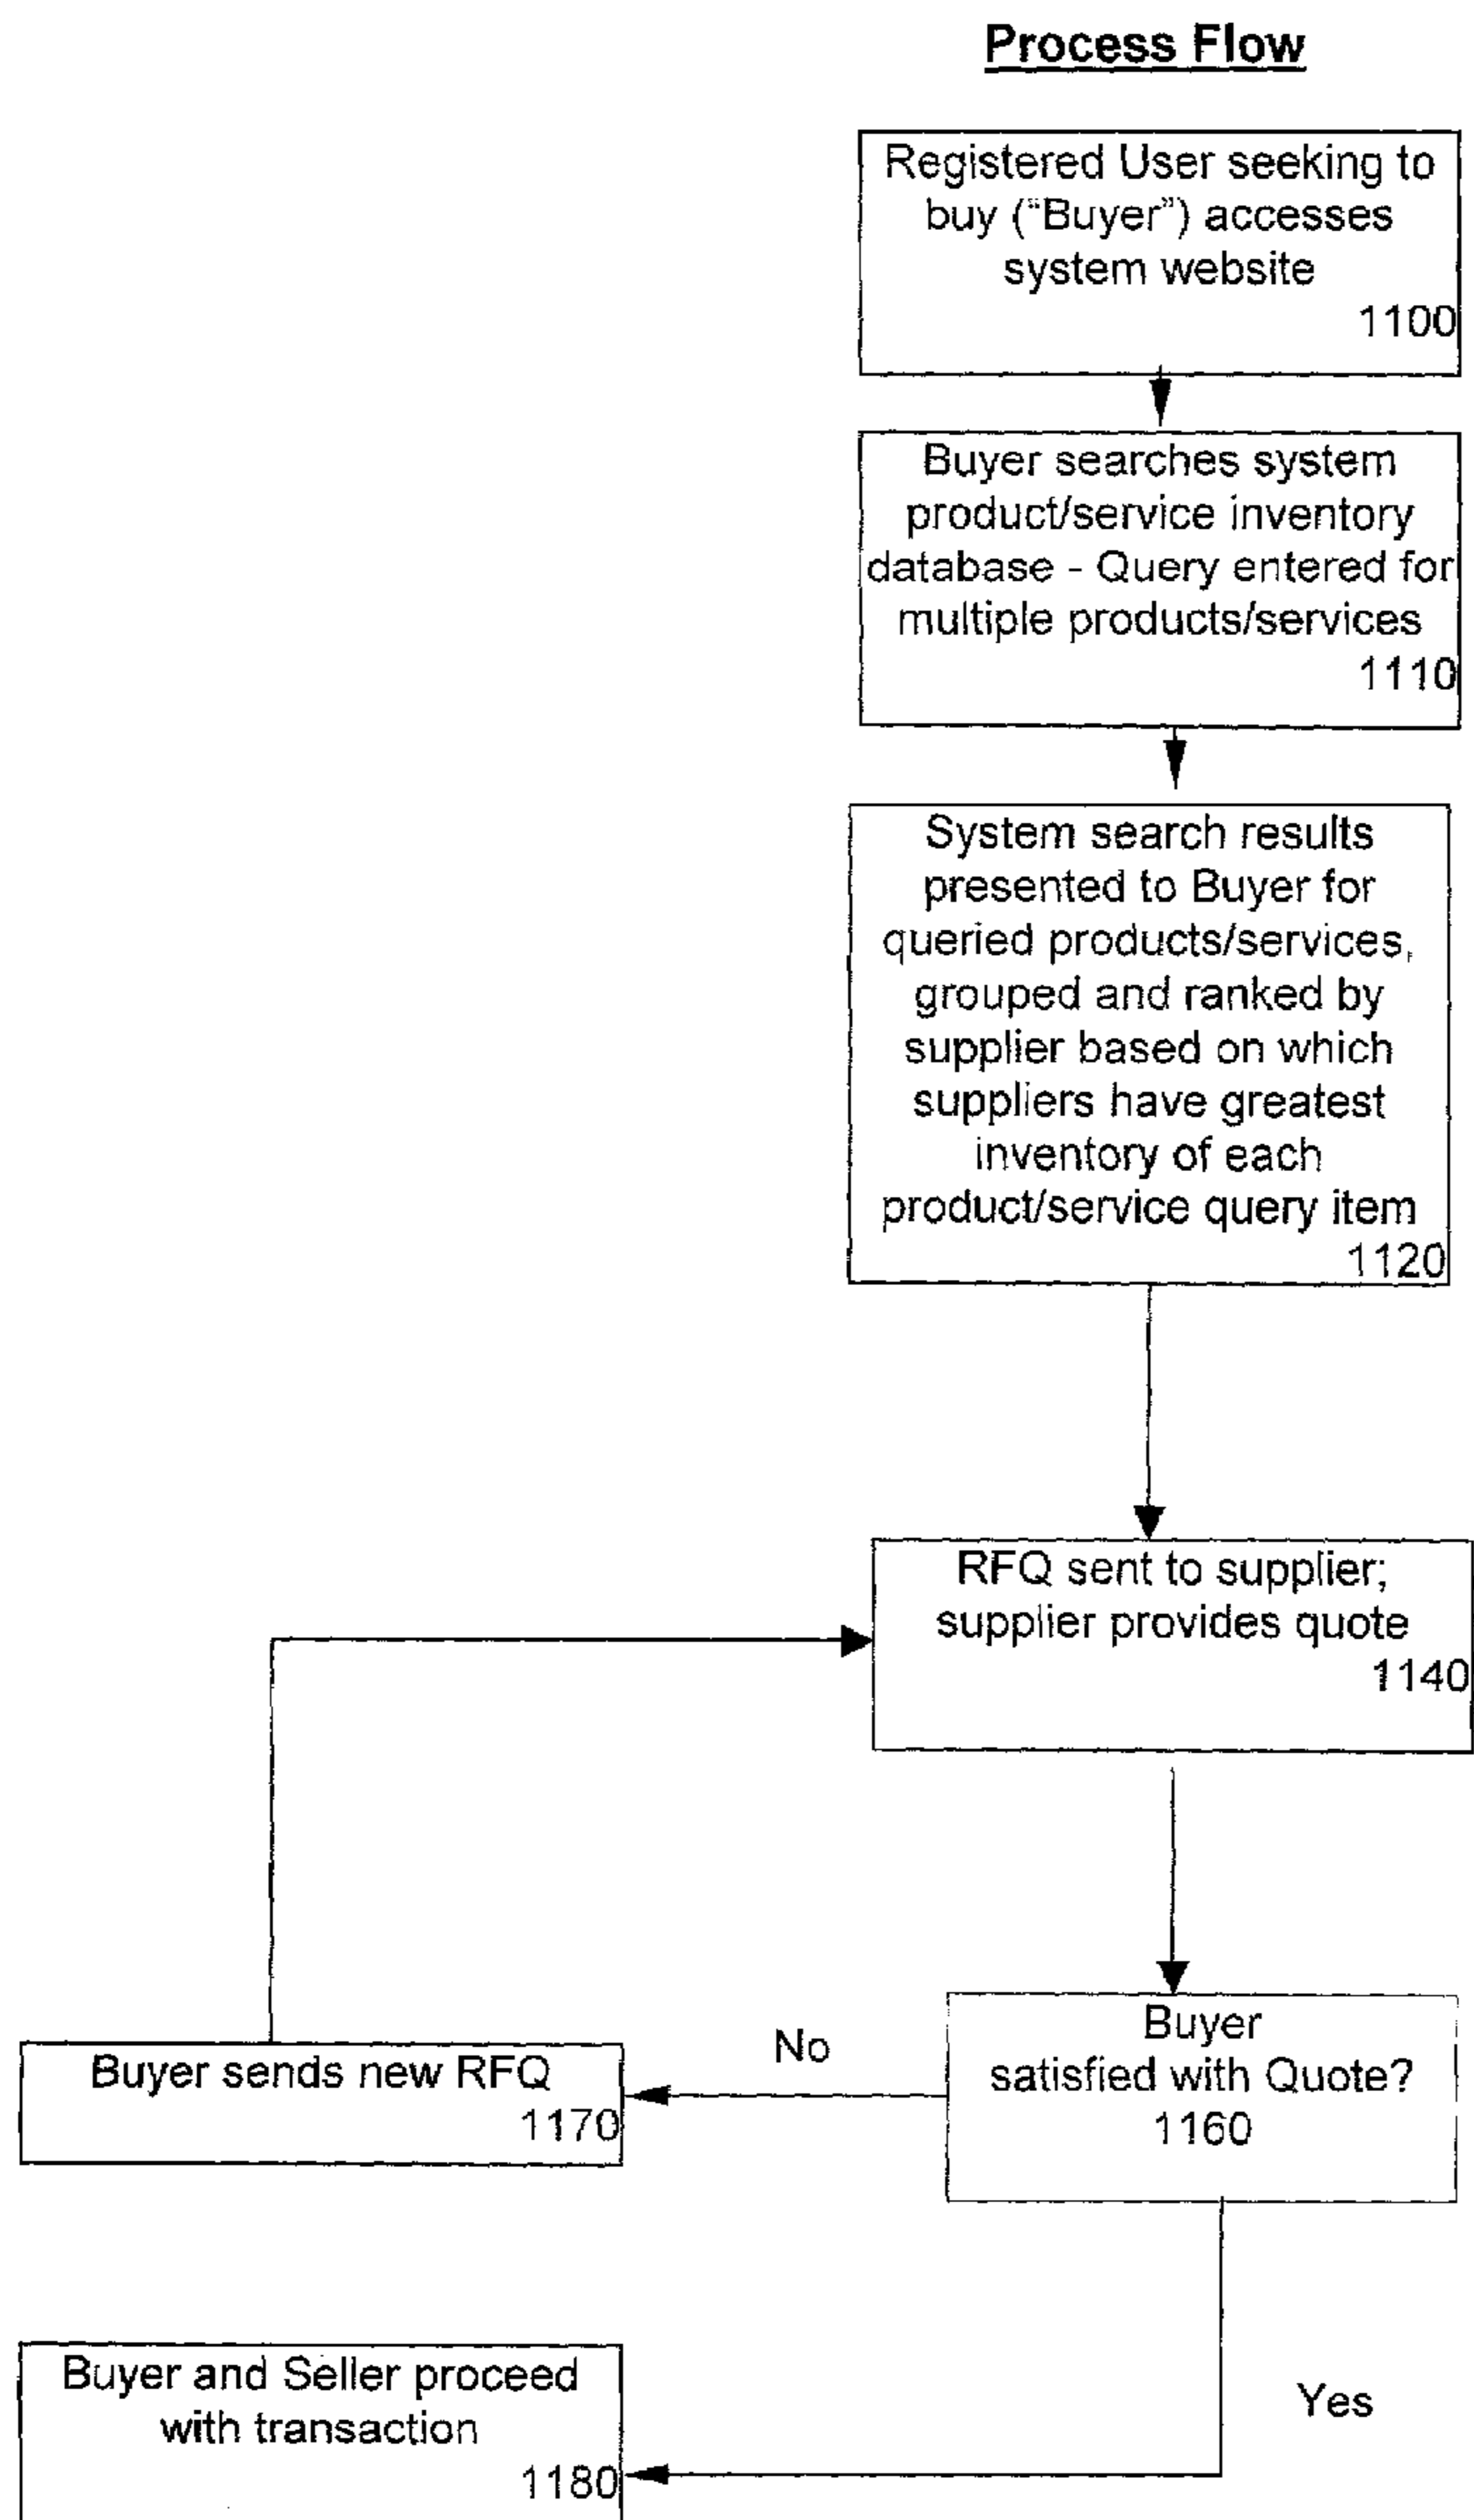 Process Flow
Registered User seeking to
buy ("Buyer") accesses
system website
1100
Buyer searches system
product/service inventory
database - Query entered for
multiple products/services
1110
System search results
presented to Buyer for
queried products/services,
grouped and ranked by
supplier based on which
suppliers have greatest
inventory of each
product/service query item
1120
RFQ sent to supplier;
supplier provides quote
1140
Buyer
satisfied with Quote?
1160
No
Buyer sends new RFQ
1170
Yes
Buyer and Seller proceed
with transaction
1180